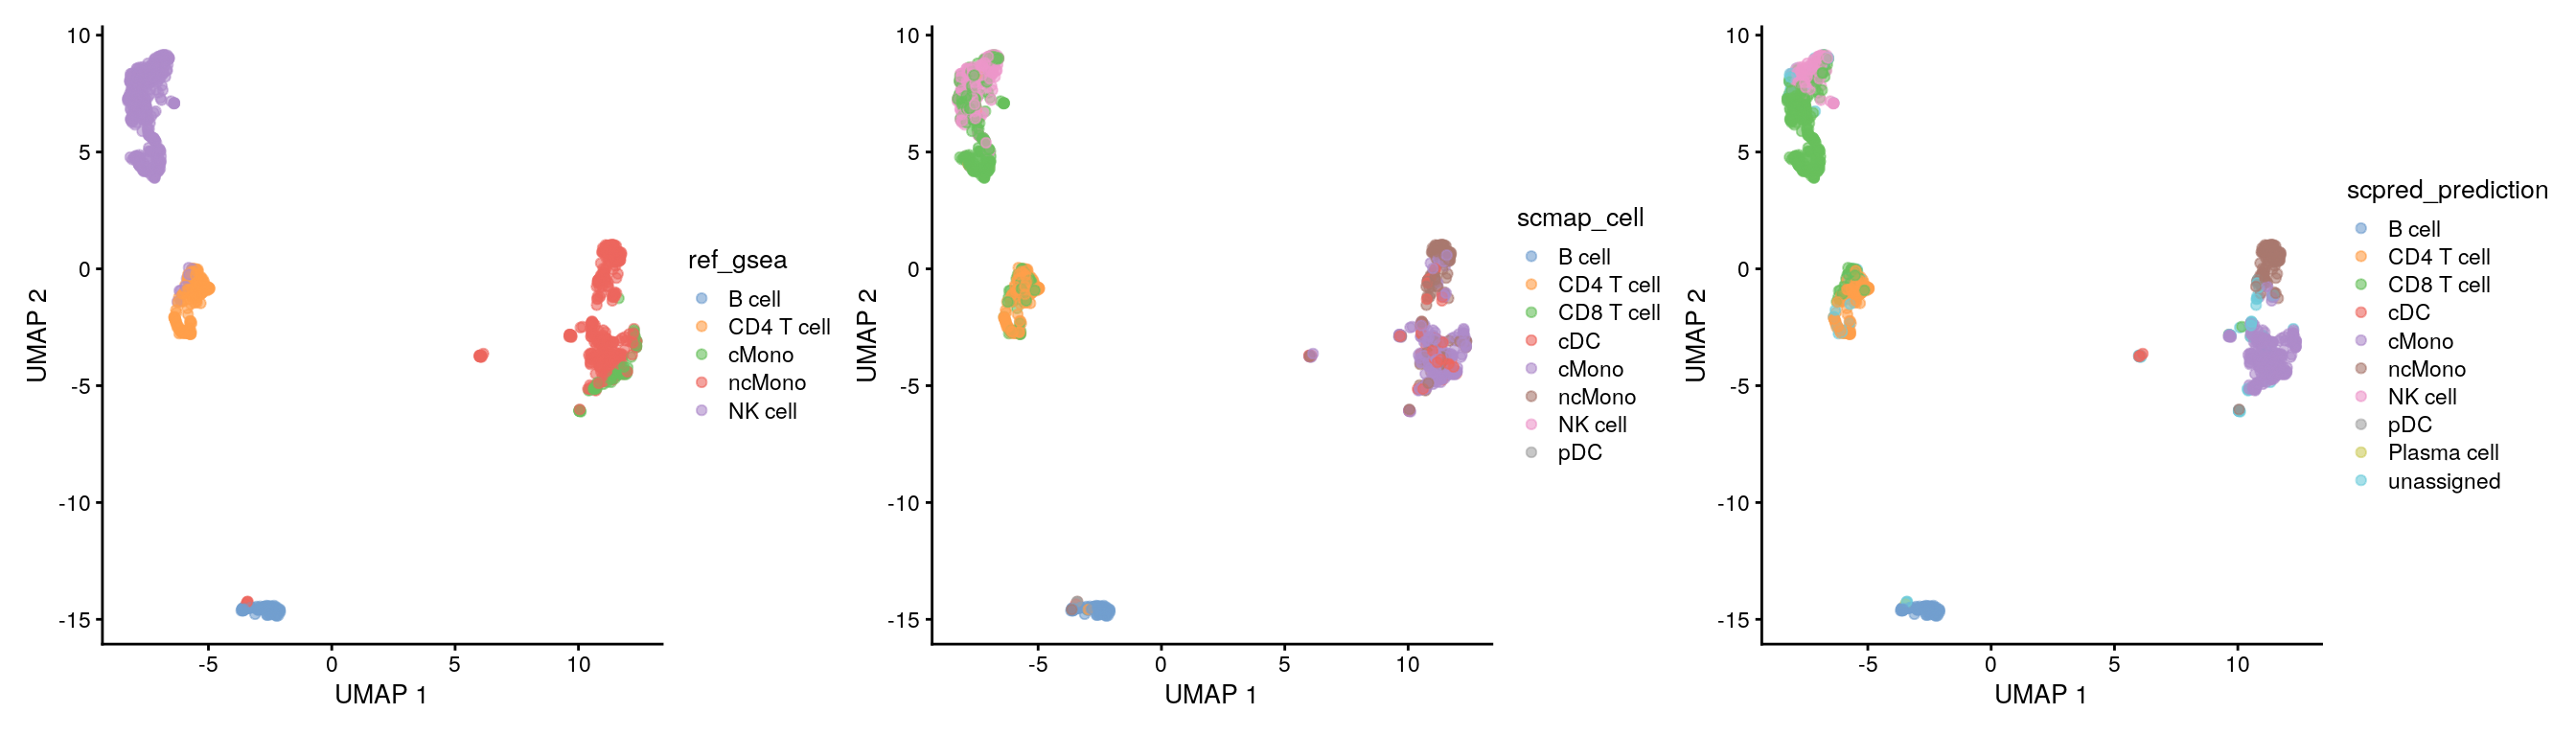 10
5
0
-5
-10
-15
UMAP 2
-5
0
5
10
UMAP 1
ref_gsea
B cell
CD4 T cell
cMono
ncMono
NK cell
10
5
0
-5
-10
-15
UMAP 2
-5
0
5
10
UMAP 1
scmap_cell
B cell
CD4 T cell
CD8 T cell
cDC
cMono
ncMono
NK cell
pDC
10
5
0
-5
-10
-15
UMAP 2
-5
0
5
10
UMAP 1
scpred_prediction
B cell
CD4 T cell
CD8 T cell
cDC
cMono
ncMono
NK cell
pDC
Plasma cell
unassigned